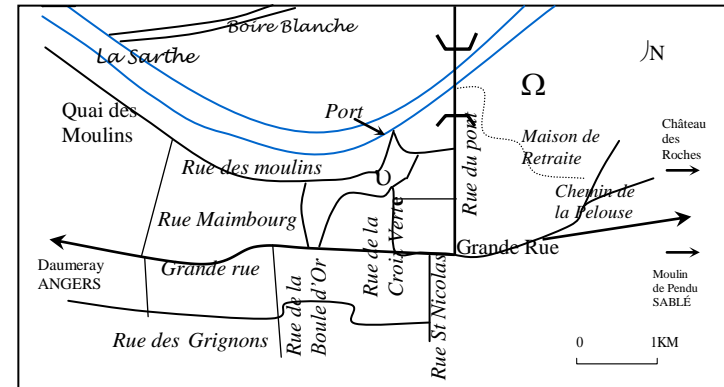 Boire Blanche
La Sarthe
N
Ω
Quai des
Moulins
Port
Château
des
Roches
Maison de
Retraite
Rue des moulins
Rue du pont
Chemin de
la Pelouse
Rue Maimbourg
Rue de la
Croix Verte
Grande Rue
Daumeray
ANGERS
Grande rue
Rue de la
Boule d'Or
Rue St Nicolas
Moulin
de Pendu
SABLÉ
Rue des Grignons
0 1KM